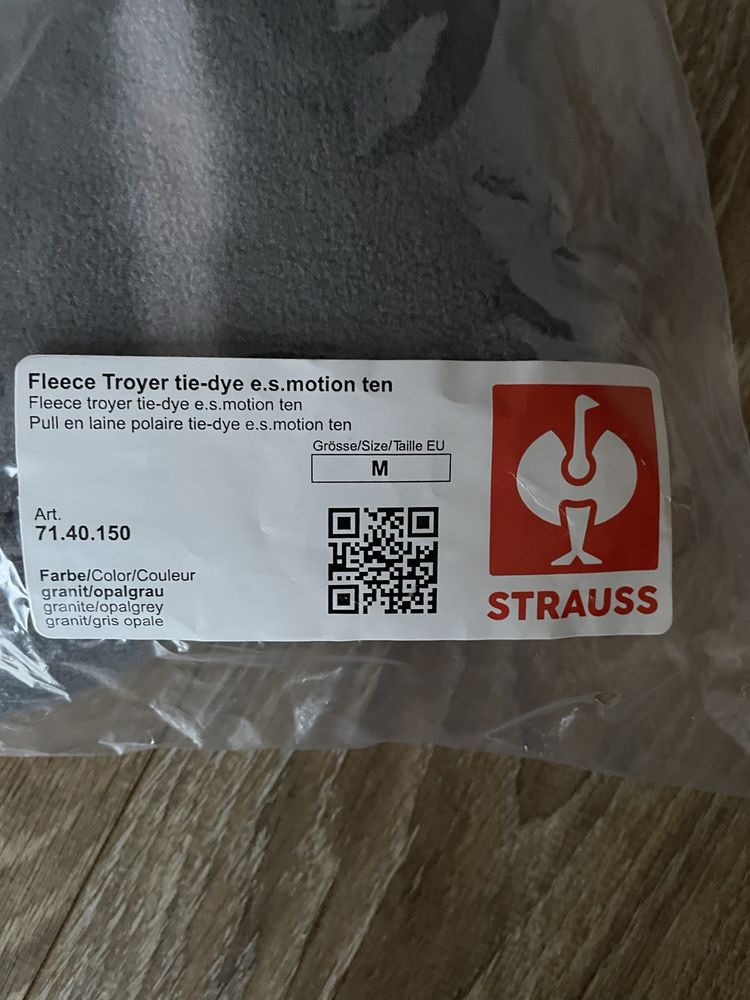 Fleece Troyer tie-dye e.s.motion ten
Fleece troyer tie-dye e.s.motion ten
Pull en laine polaire tie-dye e.s.motion ten
Grösse/Size/Taille EU
M
Art.
71.40.150
Farbe/Color/Couleur
granit/opalgrau
granite/opalgrey
granit/gris opale
STRAUSS